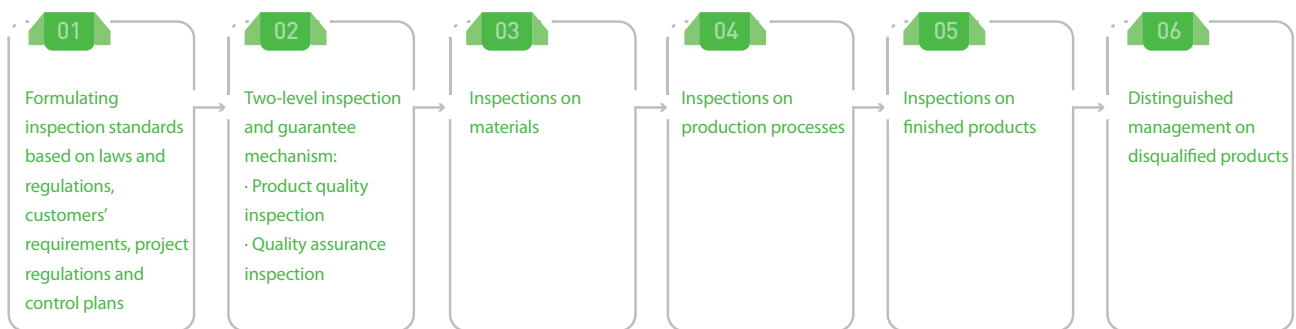 01
Formulating
inspection standards
based on laws and
regulations,
customers’
requirements, project
regulations and
control plans
02
Two-level inspection
and guarantee
mechanism:
· Product quality
inspection
· Quality assurance
inspection
03
Inspections on
materials
04
Inspections on
production processes
05
Inspections on
finished products
06
Distinguished
management on
disqualified products